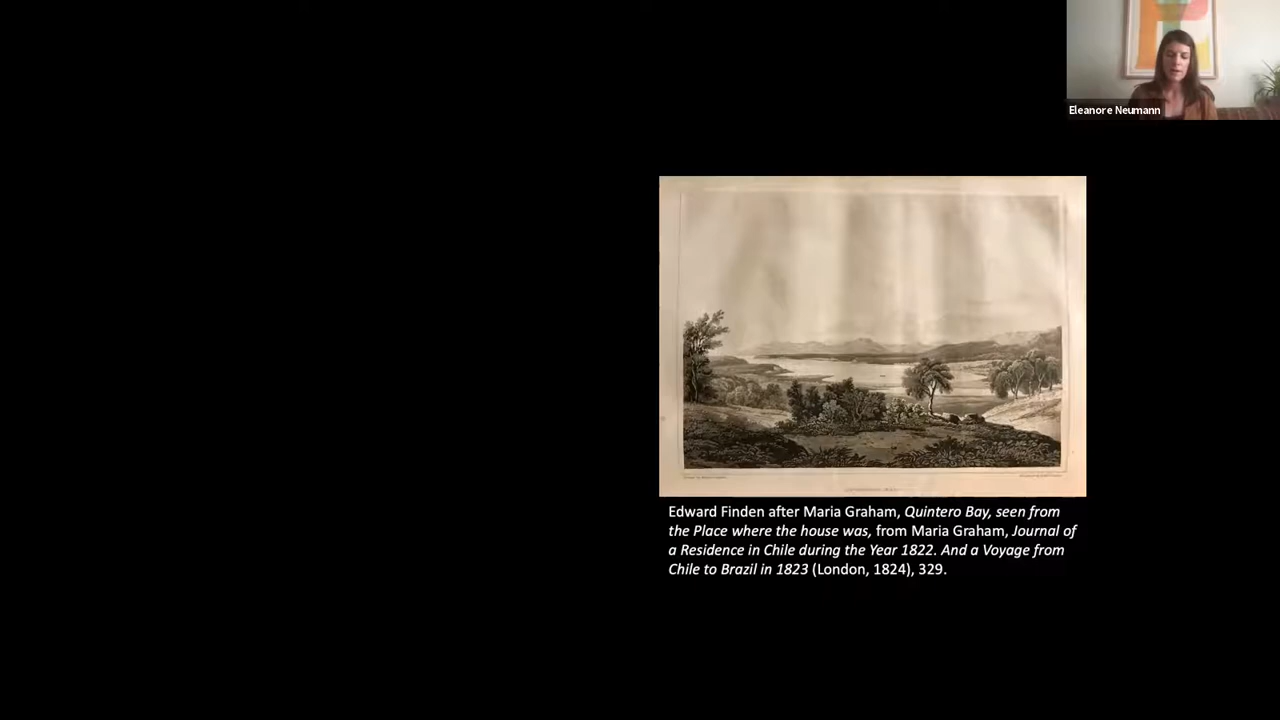 Eleanore Neumann
Edward Finden after Maria Graham, Quintero Bay, seen from
the Place where the house was, from Maria Graham, Journal of
a Residence in Chile during the Year 1822. And a Voyage from
Chile to Brazil in 1823 (London, 1824), 329.